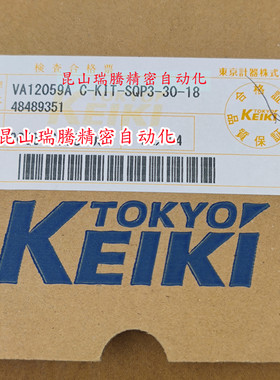 昆山瑞腾精密自动化
検査合格票
東京計器株式
VA12059A C-KIT-SQP3-30-18
48489351
合格
KEIKI
品質保証
昆山瑞腾精密自动化
TOKYO
KEIKI